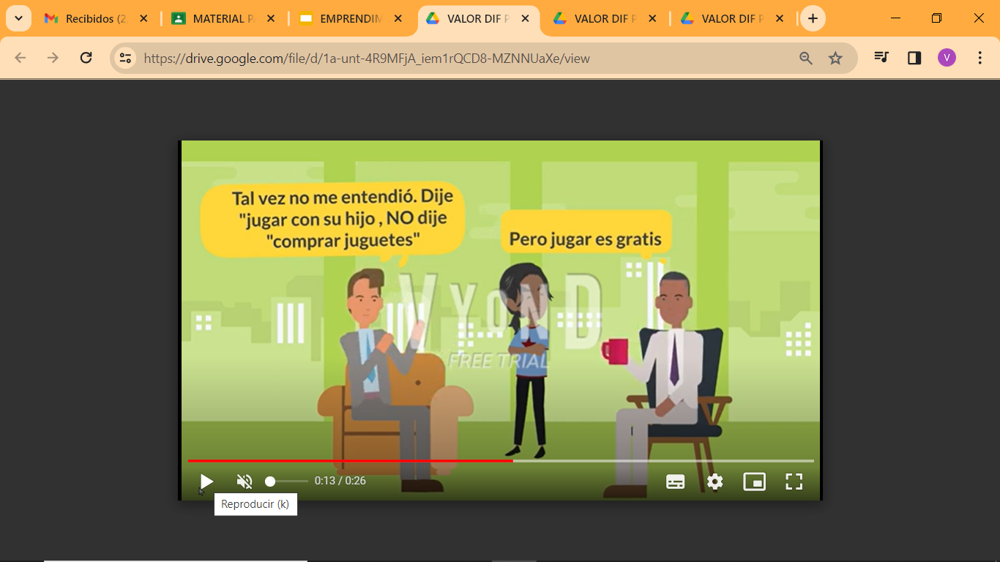 Recibidos (2
MATERIAL P
EMPRENDIM
VALOR DIF P
VALOR DIF P
VALOR DIF P
https://drive.google.com/file/d/1a-unt-4R9MFjA_iem1rQCD8-MZNNUaXe/view
V
Tal vez no me entendió. Dije
"jugar con su hijo , NO dije
"comprar juguetes"
Pero jugar es gratis
VYOND
FREE TRIAL
0:13 / 0:26
Reproducir (k)